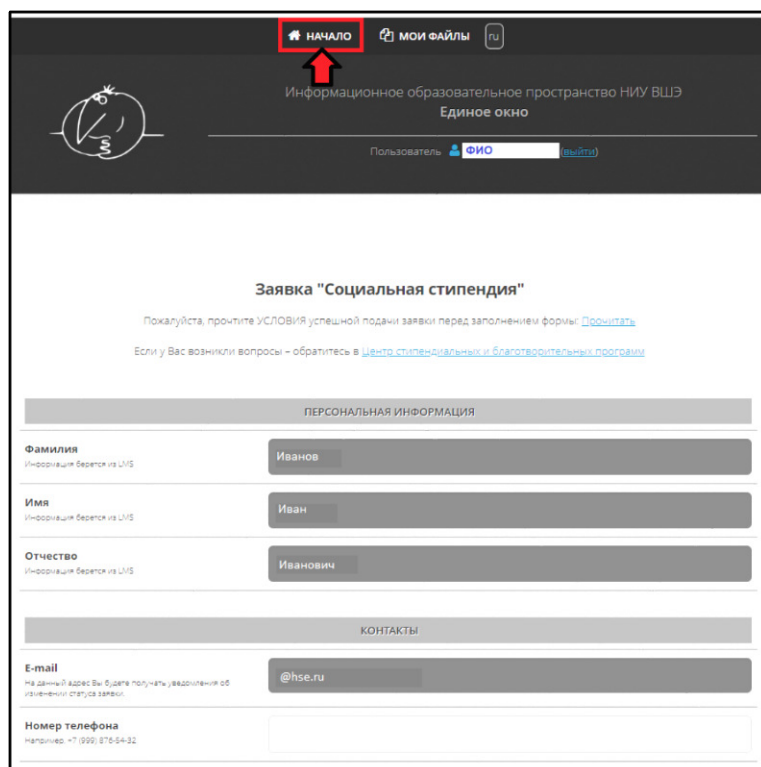 НАЧАЛО МОИ ФАЙЛЫ ru
Информационное образовательное пространство НИУ ВШЭ
Единое окно
Пользователь ФИО (выйти)
Заявка "Социальная стипендия"
Пожалуйста, прочтите УСЛОВИЯ успешной подачи заявки перед заполнением формы: Прочитать
Если у Вас возникли вопросы – обратитесь в Центр стипендиальных и благотворительных программ
ПЕРСОНАЛЬНАЯ ИНФОРМАЦИЯ
Фамилия
Информация берется из LMS
Иванов
Имя
Информация берется из LMS
Иван
Отчество
Информация берется из LMS
Иванович
КОНТАКТЫ
E-mail
На данный адрес Вы будете получать уведомления об
изменении статуса заявки.
@hse.ru
Номер телефона
Например, +7 (999) 876-54-32